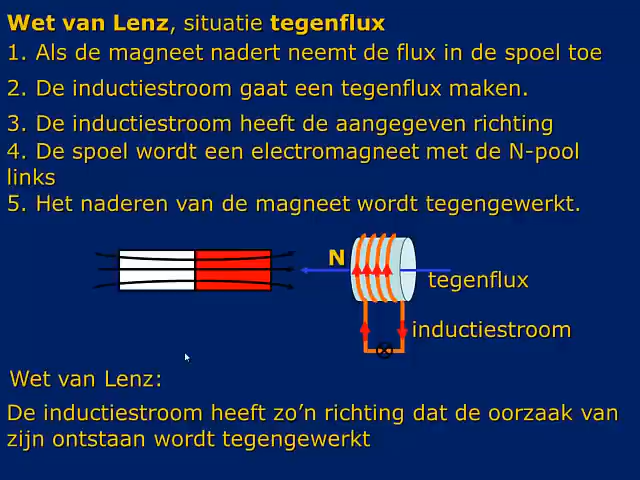 Wet van Lenz, situatie tegenflux
1. Als de magneet nadert neemt de flux in de spoel toe
2. De inductiestroom gaat een tegenflux maken.
3. De inductiestroom heeft de aangegeven richting
4. De spoel wordt een electromagneet met de N-pool
links
5. Het naderen van de magneet wordt tegengewerkt.
N
tegenflux
inductiestroom
Wet van Lenz:
De inductiestroom heeft zo’n richting dat de oorzaak van
zijn ontstaan wordt tegengewerkt